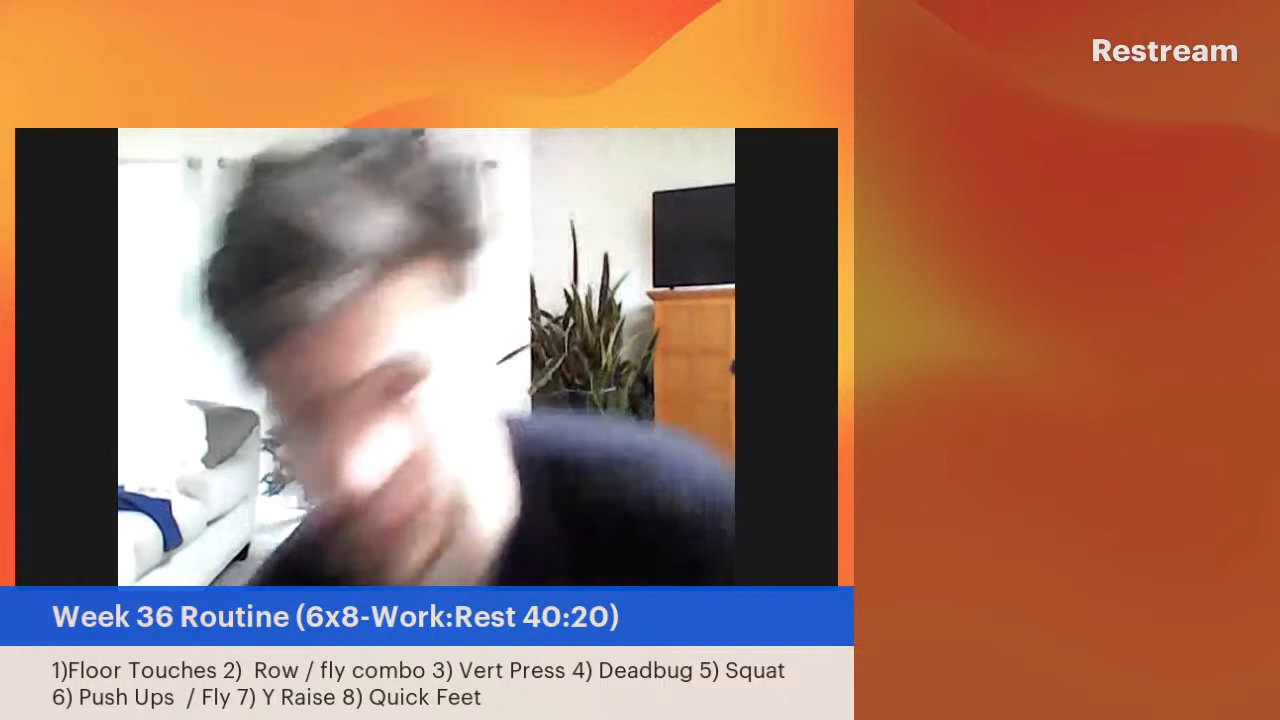 Restream
Week 36 Routine (6x8-Work:Rest 40:20)
1)Floor Touches 2)  Row / fly combo 3) Vert Press 4) Deadbug 5) Squat
6) Push Ups  / Fly 7) Y Raise 8) Quick Feet